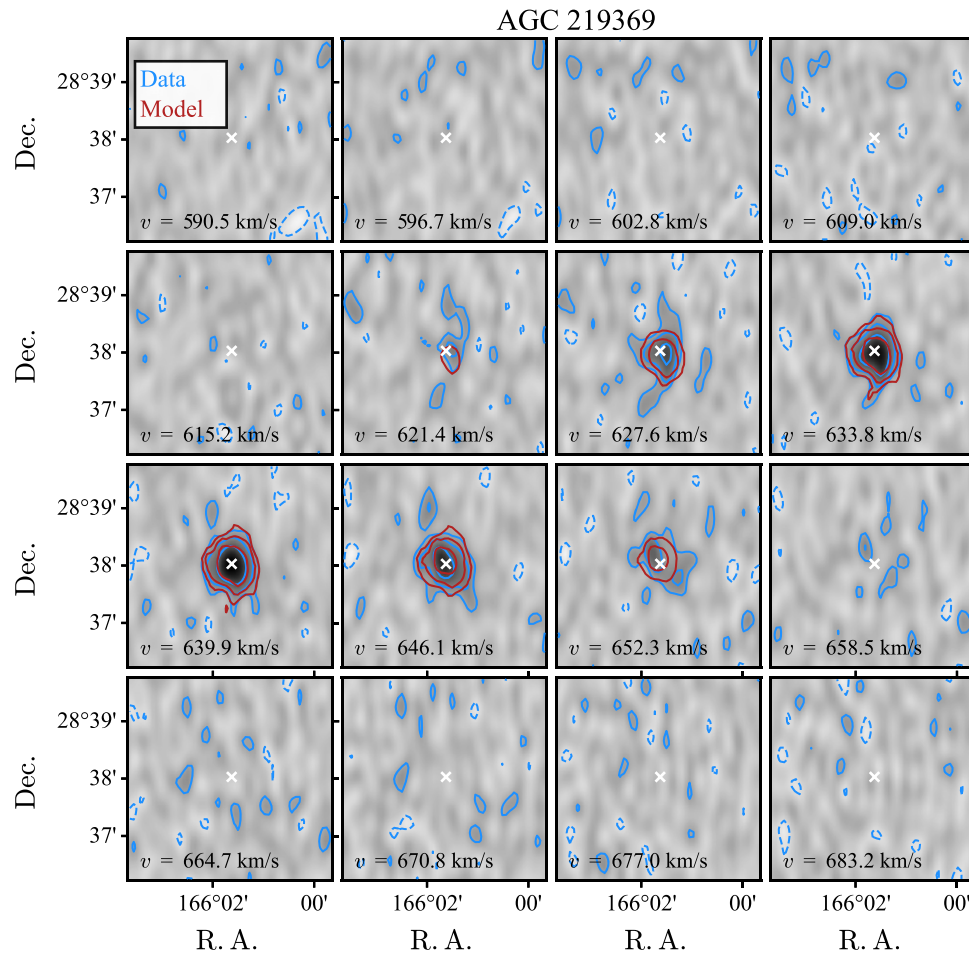 AGC 219369
Data
Model
Dec.
28°39'
38'
37'
v = 590.5 km/s
v = 596.7 km/s
v = 602.8 km/s
v = 609.0 km/s
Dec.
28°39'
38'
37'
v = 615.2 km/s
v = 621.4 km/s
v = 627.6 km/s
v = 633.8 km/s
Dec.
28°39'
38'
37'
v = 639.9 km/s
v = 646.1 km/s
v = 652.3 km/s
v = 658.5 km/s
Dec.
28°39'
38'
37'
v = 664.7 km/s
v = 670.8 km/s
v = 677.0 km/s
v = 683.2 km/s
166°02' 00' 166°02' 00' 166°02' 00' 166°02' 00'
R. A. R. A. R. A. R. A.